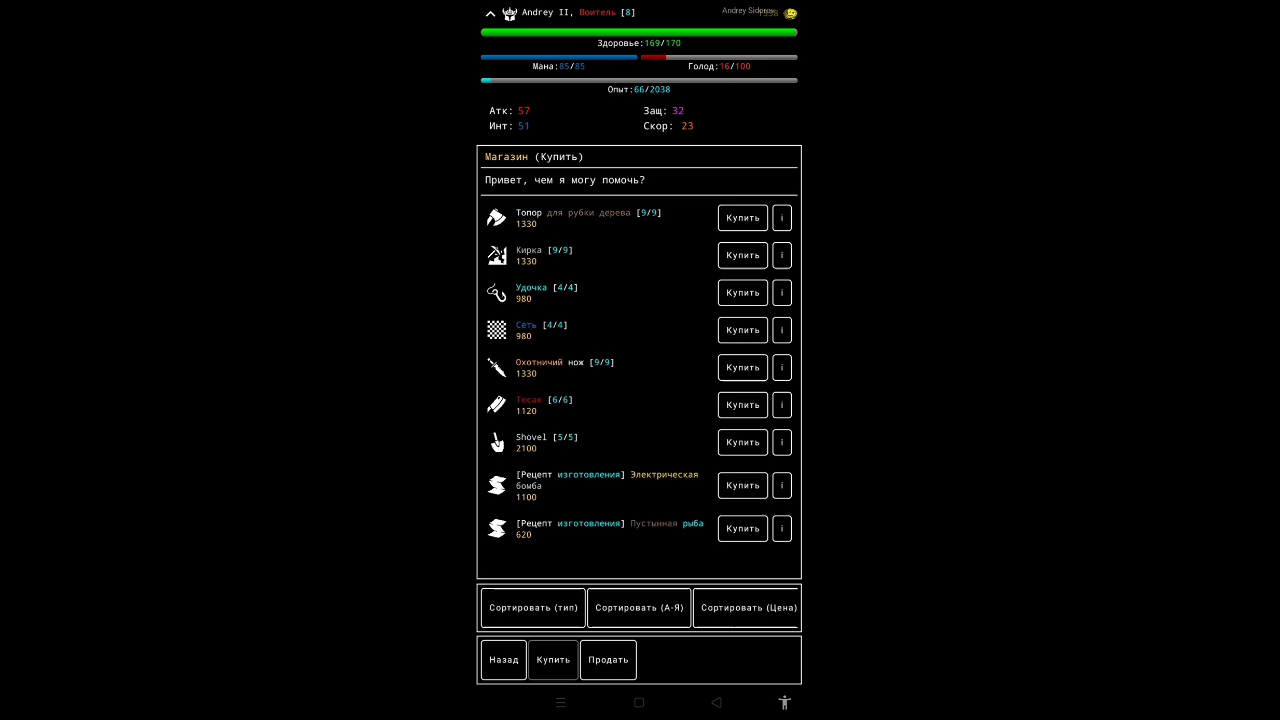 Andrey II, Воитель [8]
Andrey Sidorov
Здоровье:169/170
Мана:85/85
Голод:16/100
Опыт:66/2038
Атк: 57
Защ: 32
Инт: 51
Скор: 23
Магазин (Купить)
Привет, чем я могу помочь?
Топор для рубки дерева [9/9]
1330
Купить i
Кирка [9/9]
1330
Купить i
Удочка [4/4]
980
Купить i
Сеть [4/4]
980
Купить i
Охотничий нож [9/9]
1330
Купить i
Тесак [6/6]
1120
Купить i
Shovel [5/5]
2100
Купить i
[Рецепт изготовления] Электрическая
бомба
1100
Купить i
[Рецепт изготовления] Пустынная рыба
620
Купить i
Сортировать (тип) Сортировать (А-Я) Сортировать (Цена)
Назад Купить Продать